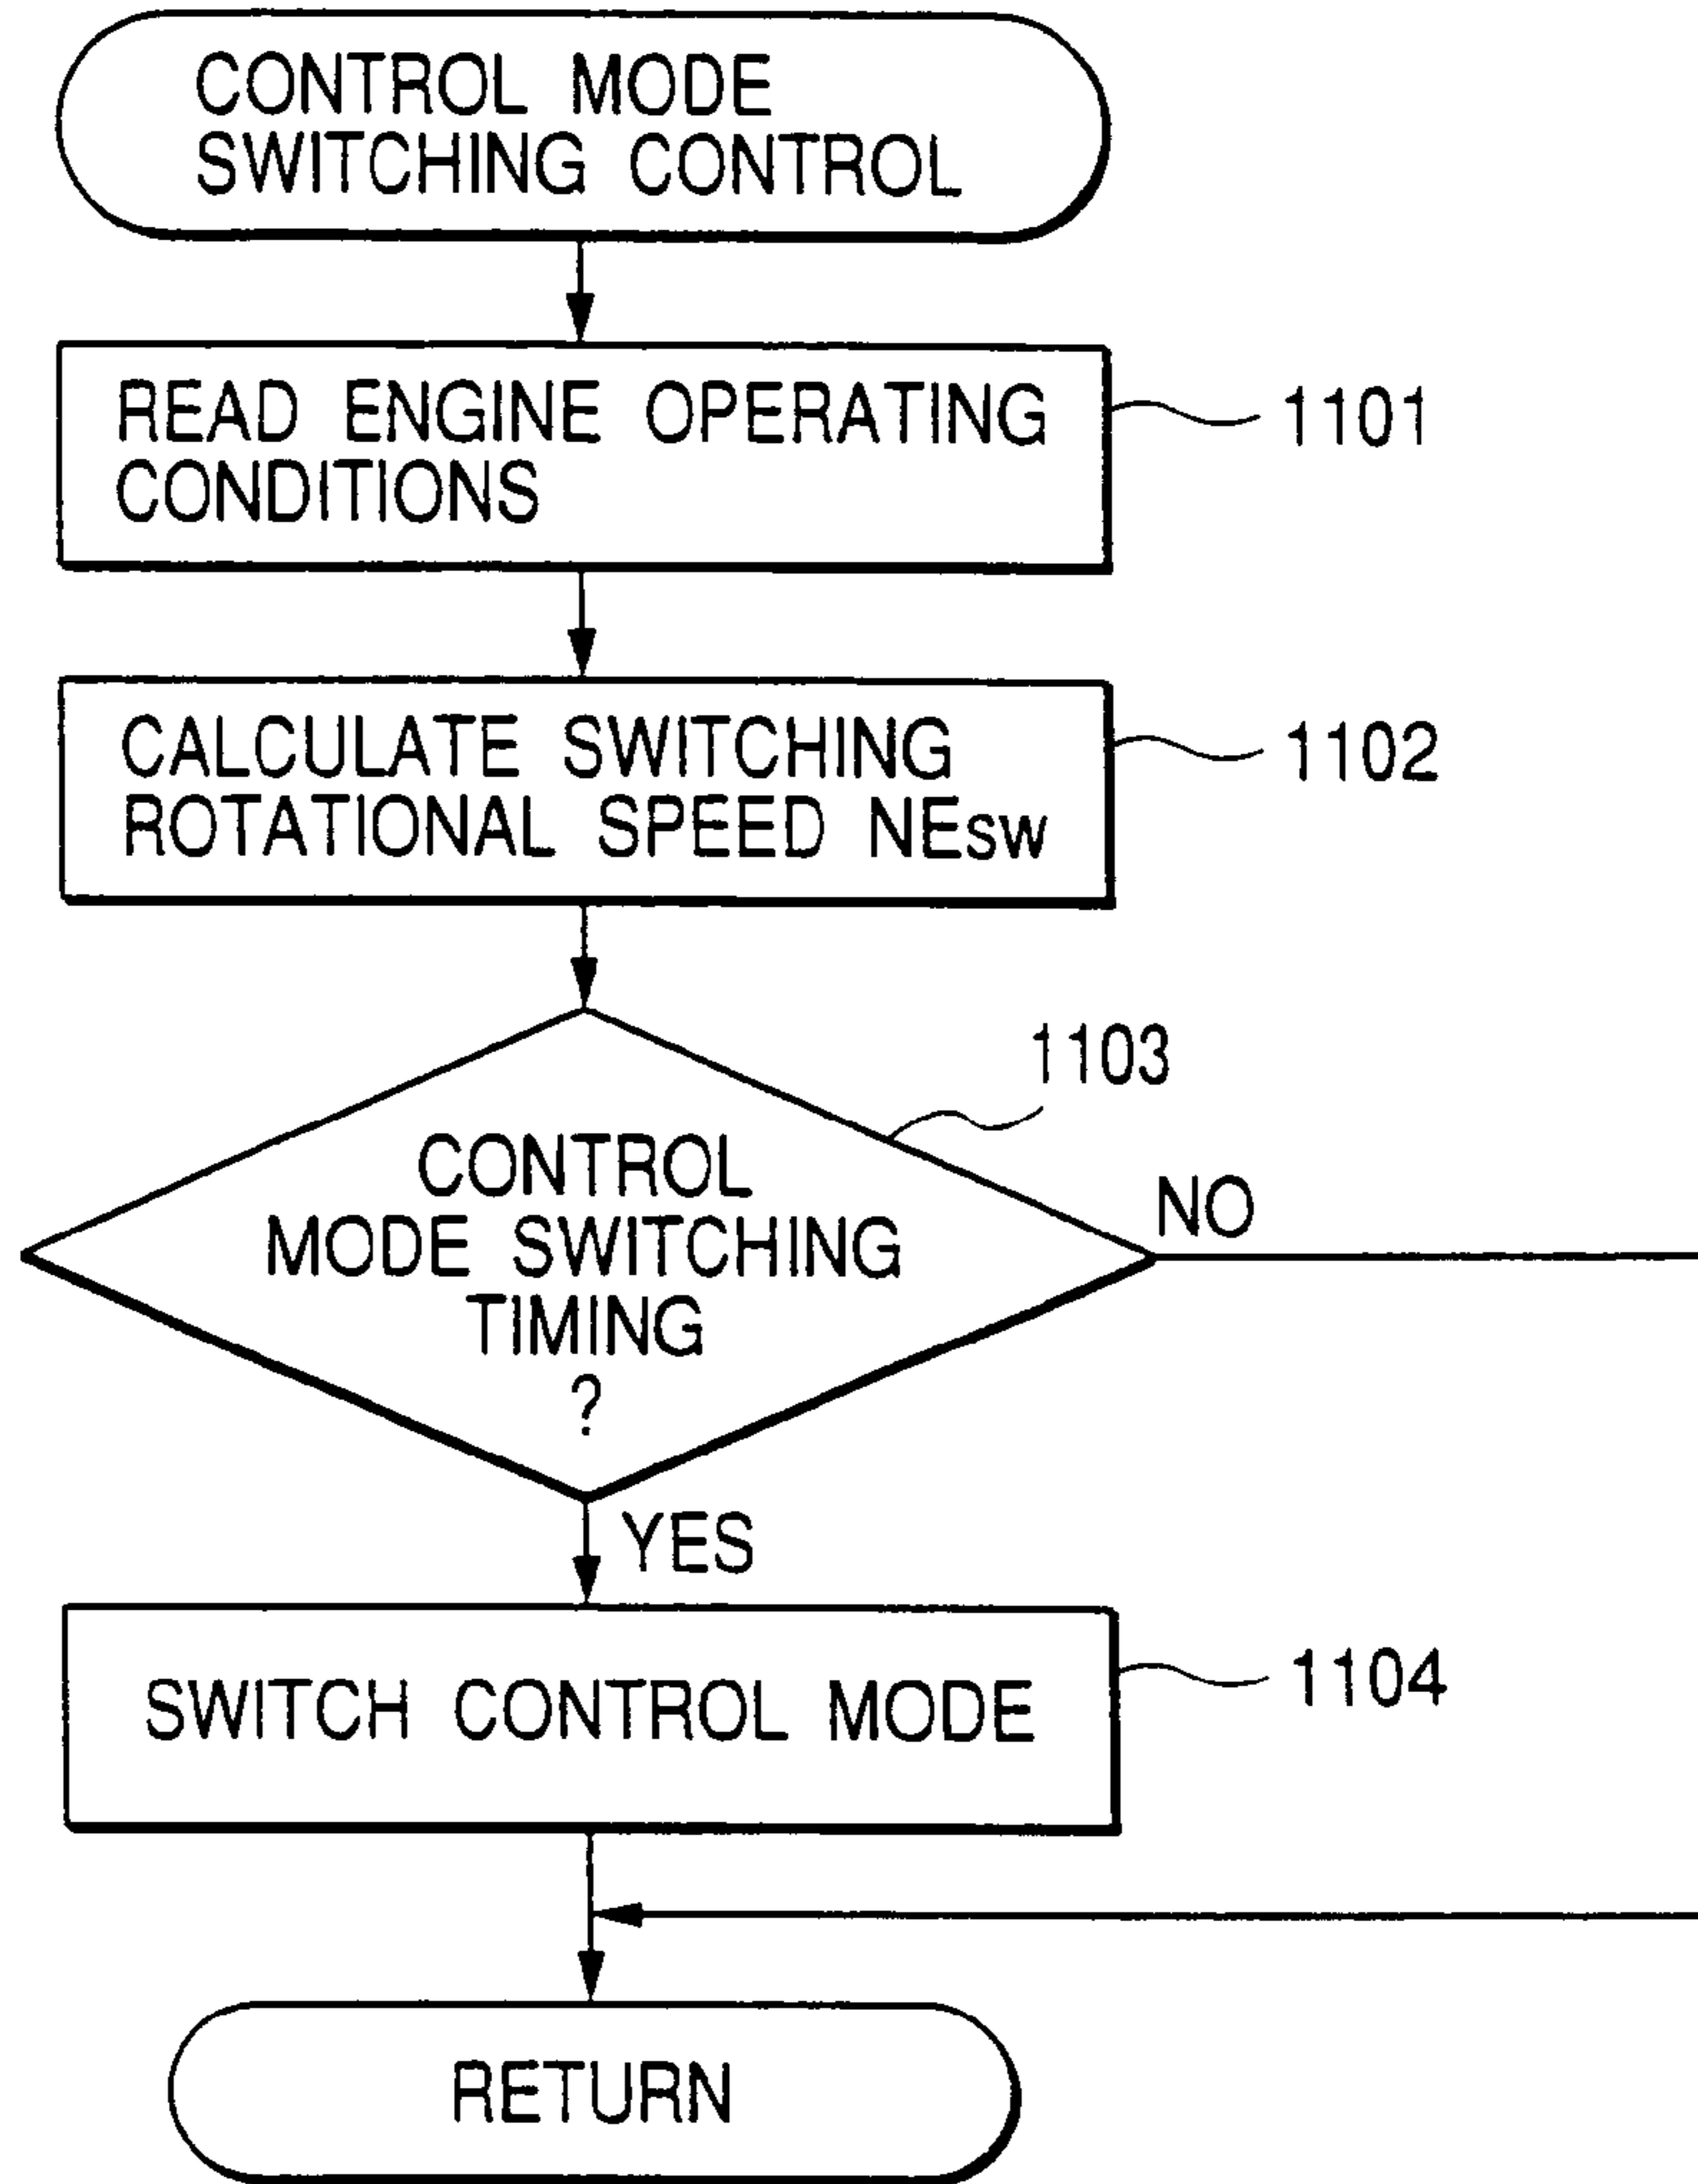 CONTROL MODE
SWITCHING CONTROL
READ ENGINE OPERATING
CONDITIONS
1101
CALCULATE SWITCHING
ROTATIONAL SPEED NESW
1102
1103
CONTROL
MODE SWITCHING
TIMING
?
NO
YES
SWITCH CONTROL MODE
1104
RETURN